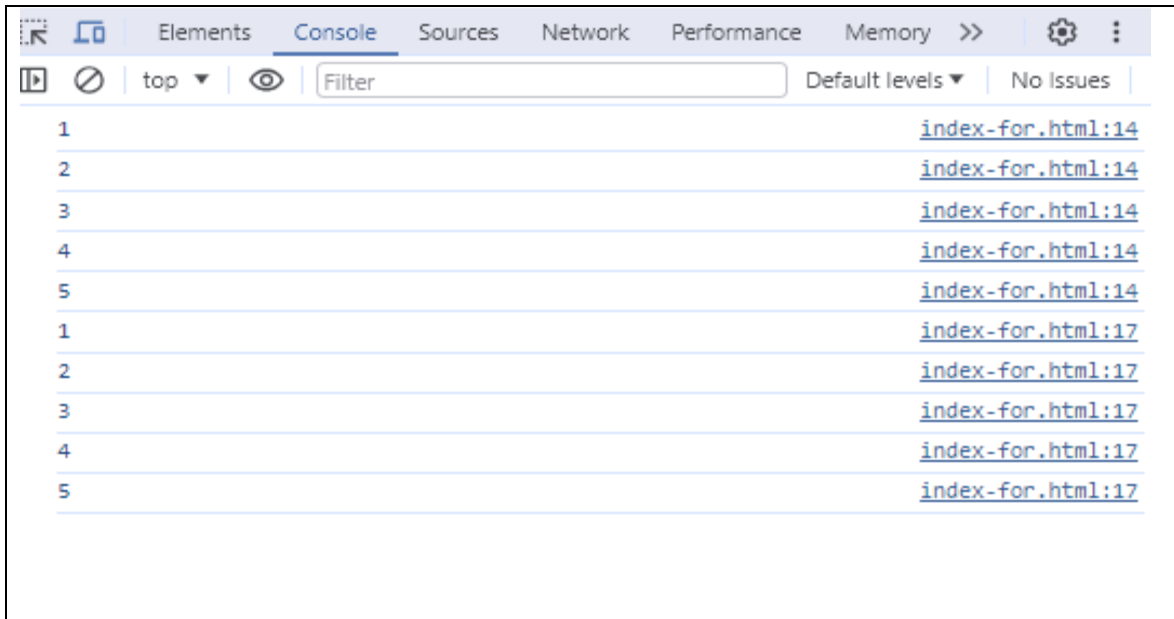 Elements Console Sources Network Performance Memory >>
top ▼ Filter Default levels ▼ No Issues
1 index-for.html:14
2 index-for.html:14
3 index-for.html:14
4 index-for.html:14
5 index-for.html:14
1 index-for.html:17
2 index-for.html:17
3 index-for.html:17
4 index-for.html:17
5 index-for.html:17